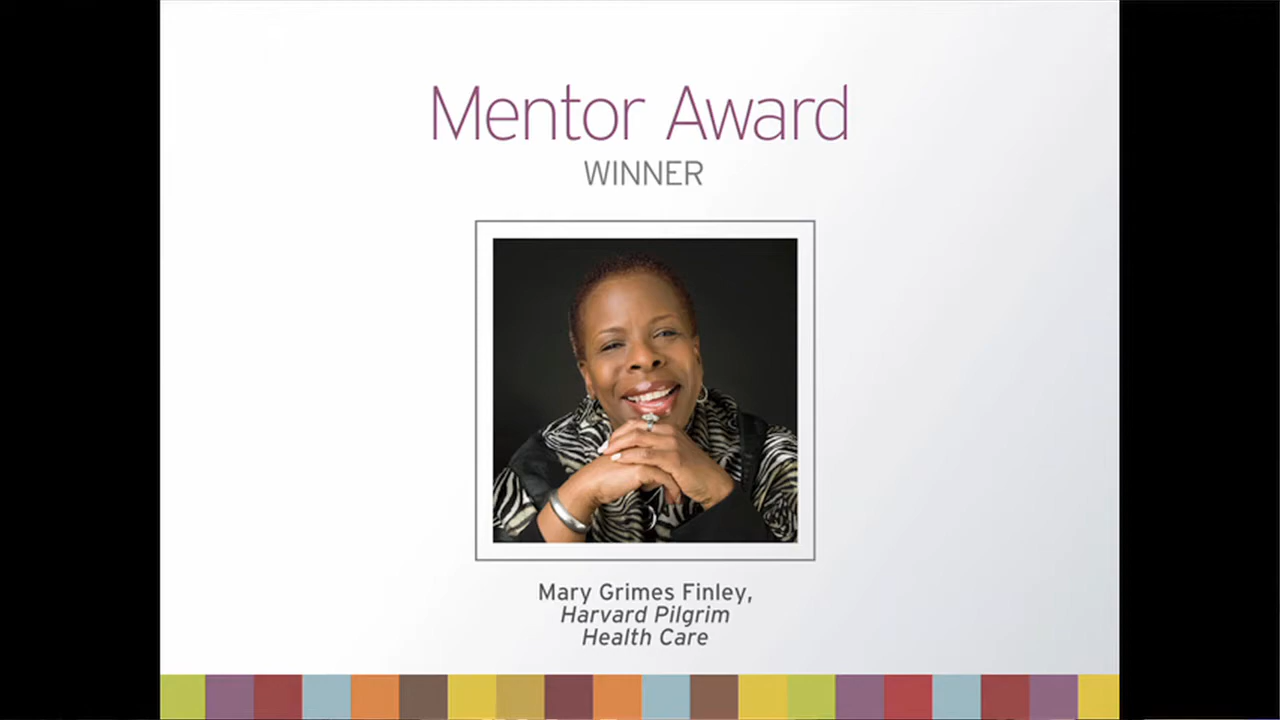 Mentor Award
WINNER
Mary Grimes Finley,
Harvard Pilgrim
Health Care